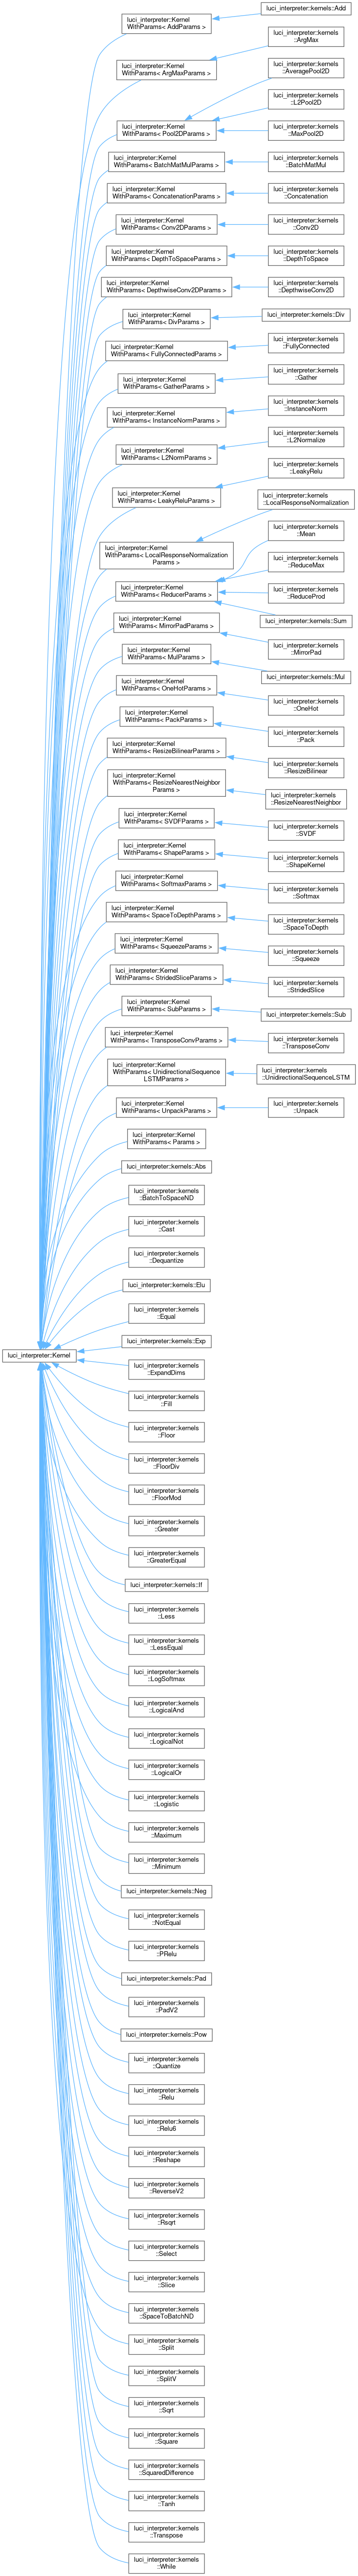 luci_interpreter::Kernel
WithParams< AddParams >
luci_interpreter::kernels::Add
luci_interpreter::Kernel
WithParams< ArgMaxParams >
luci_interpreter::kernels
::ArgMax
luci_interpreter::Kernel
WithParams< Pool2DParams >
luci_interpreter::kernels
::AveragePool2D
luci_interpreter::kernels
::L2Pool2D
luci_interpreter::kernels
::MaxPool2D
luci_interpreter::Kernel
WithParams< BatchMatMulParams >
luci_interpreter::kernels
::BatchMatMul
luci_interpreter::Kernel
WithParams< ConcatenationParams >
luci_interpreter::kernels
::Concatenation
luci_interpreter::Kernel
WithParams< Conv2DParams >
luci_interpreter::kernels
::Conv2D
luci_interpreter::Kernel
WithParams< DepthToSpaceParams >
luci_interpreter::kernels
::DepthToSpace
luci_interpreter::Kernel
WithParams< DepthwiseConv2DParams >
luci_interpreter::kernels
::DepthwiseConv2D
luci_interpreter::Kernel
WithParams< DivParams >
luci_interpreter::kernels::Div
luci_interpreter::Kernel
WithParams< FullyConnectedParams >
luci_interpreter::kernels
::FullyConnected
luci_interpreter::Kernel
WithParams< GatherParams >
luci_interpreter::kernels
::Gather
luci_interpreter::Kernel
WithParams< InstanceNormParams >
luci_interpreter::kernels
::InstanceNorm
luci_interpreter::Kernel
WithParams< L2NormParams >
luci_interpreter::kernels
::L2Normalize
luci_interpreter::Kernel
WithParams< LeakyReluParams >
luci_interpreter::kernels
::LeakyRelu
luci_interpreter::Kernel
WithParams< LocalResponseNormalization
Params >
luci_interpreter::kernels
::LocalResponseNormalization
luci_interpreter::Kernel
WithParams< ReducerParams >
luci_interpreter::kernels
::Mean
luci_interpreter::kernels
::ReduceMax
luci_interpreter::kernels
::ReduceProd
luci_interpreter::kernels::Sum
luci_interpreter::Kernel
WithParams< MirrorPadParams >
luci_interpreter::kernels
::MirrorPad
luci_interpreter::Kernel
WithParams< MulParams >
luci_interpreter::kernels::Mul
luci_interpreter::Kernel
WithParams< OneHotParams >
luci_interpreter::kernels
::OneHot
luci_interpreter::Kernel
WithParams< PackParams >
luci_interpreter::kernels
::Pack
luci_interpreter::Kernel
WithParams< ResizeBilinearParams >
luci_interpreter::kernels
::ResizeBilinear
luci_interpreter::Kernel
WithParams< ResizeNearestNeighbor
Params >
luci_interpreter::kernels
::ResizeNearestNeighbor
luci_interpreter::Kernel
WithParams< SVDFParams >
luci_interpreter::kernels
::SVDF
luci_interpreter::Kernel
WithParams< ShapeParams >
luci_interpreter::kernels
::ShapeKernel
luci_interpreter::Kernel
WithParams< SoftmaxParams >
luci_interpreter::kernels
::Softmax
luci_interpreter::Kernel
WithParams< SpaceToDepthParams >
luci_interpreter::kernels
::SpaceToDepth
luci_interpreter::Kernel
WithParams< SqueezeParams >
luci_interpreter::kernels
::Squeeze
luci_interpreter::Kernel
WithParams< StridedSliceParams >
luci_interpreter::kernels
::StridedSlice
luci_interpreter::Kernel
WithParams< SubParams >
luci_interpreter::kernels::Sub
luci_interpreter::Kernel
WithParams< TransposeConvParams >
luci_interpreter::kernels
::TransposeConv
luci_interpreter::Kernel
WithParams< UnidirectionalSequence
LSTMParams >
luci_interpreter::kernels
::UnidirectionalSequenceLSTM
luci_interpreter::Kernel
WithParams< UnpackParams >
luci_interpreter::kernels
::Unpack
luci_interpreter::Kernel
WithParams< Params >
luci_interpreter::kernels::Abs
luci_interpreter::kernels
::BatchToSpaceND
luci_interpreter::kernels
::Cast
luci_interpreter::kernels
::Dequantize
luci_interpreter::kernels::Elu
luci_interpreter::kernels
::Equal
luci_interpreter::kernels::Exp
luci_interpreter::Kernel
luci_interpreter::kernels
::ExpandDims
luci_interpreter::kernels
::Fill
luci_interpreter::kernels
::Floor
luci_interpreter::kernels
::FloorDiv
luci_interpreter::kernels
::FloorMod
luci_interpreter::kernels
::Greater
luci_interpreter::kernels
::GreaterEqual
luci_interpreter::kernels::If
luci_interpreter::kernels
::Less
luci_interpreter::kernels
::LessEqual
luci_interpreter::kernels
::LogSoftmax
luci_interpreter::kernels
::LogicalAnd
luci_interpreter::kernels
::LogicalNot
luci_interpreter::kernels
::LogicalOr
luci_interpreter::kernels
::Logistic
luci_interpreter::kernels
::Maximum
luci_interpreter::kernels
::Minimum
luci_interpreter::kernels::Neg
luci_interpreter::kernels
::NotEqual
luci_interpreter::kernels
::PRelu
luci_interpreter::kernels::Pad
luci_interpreter::kernels
::PadV2
luci_interpreter::kernels::Pow
luci_interpreter::kernels
::Quantize
luci_interpreter::kernels
::Relu
luci_interpreter::kernels
::Relu6
luci_interpreter::kernels
::Reshape
luci_interpreter::kernels
::ReverseV2
luci_interpreter::kernels
::Rsqrt
luci_interpreter::kernels
::Select
luci_interpreter::kernels
::Slice
luci_interpreter::kernels
::SpaceToBatchND
luci_interpreter::kernels
::Split
luci_interpreter::kernels
::SplitV
luci_interpreter::kernels
::Sqrt
luci_interpreter::kernels
::Square
luci_interpreter::kernels
::SquaredDifference
luci_interpreter::kernels
::Tanh
luci_interpreter::kernels
::Transpose
luci_interpreter::kernels
::While